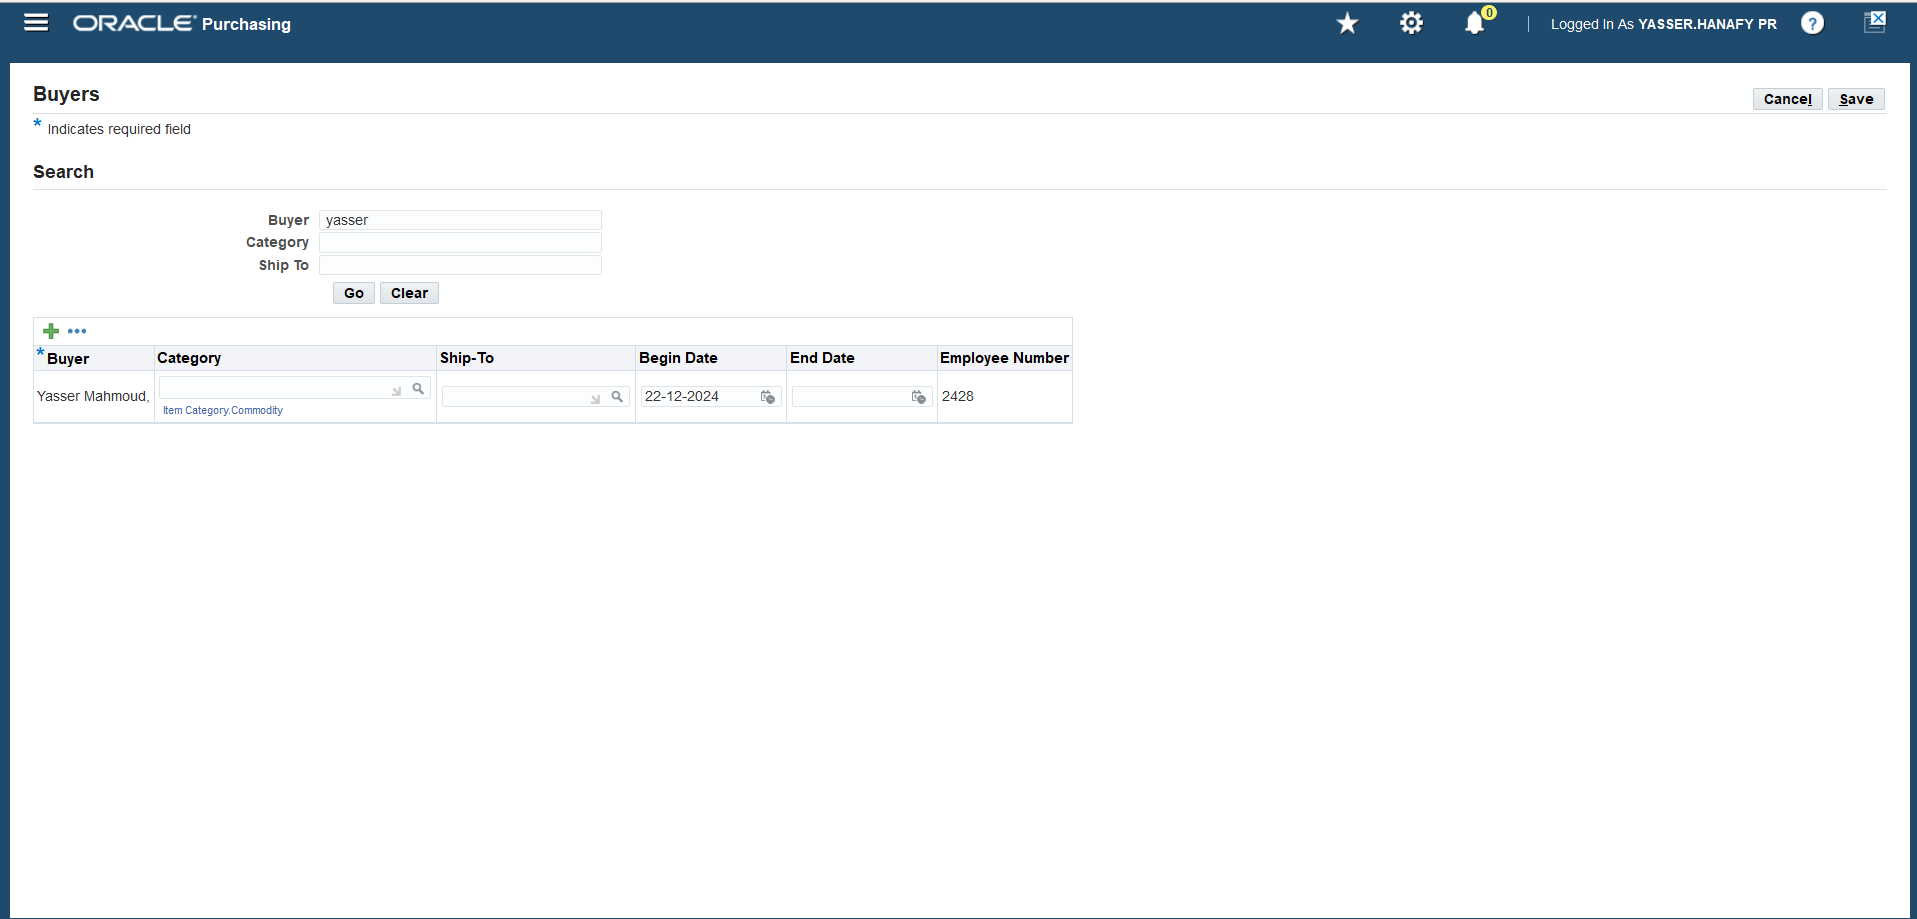 ORACLE Purchasing
0
Logged In As YASSER.HANAFY PR
?
Buyers
Cancel Save
* Indicates required field
Search
Buyer yasser
Category
Ship To
Go Clear
* Buyer Category Ship-To Begin Date End Date Employee Number
Yasser Mahmoud, 22-12-2024 2428
Item Category.Commodity